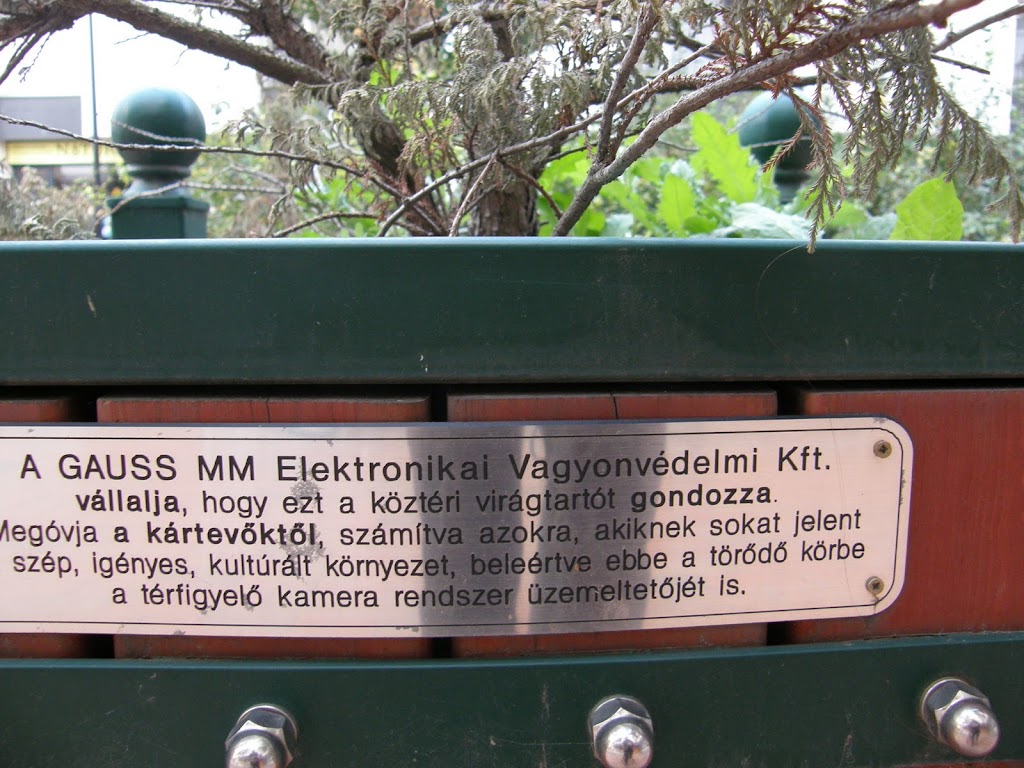 A GAUSS MM Elektronikai Vagyonvédelmi Kft.
vállalja, hogy ezt a köztéri virágtartót gondozza.
Megóvja a kártevőktől, számítva azokra, akiknek sokat jelent
szép, igényes, kultúrált környezet, beleértve ebbe a törődő körbe
a térfigyelő kamera rendszer üzemeltetőjét is.